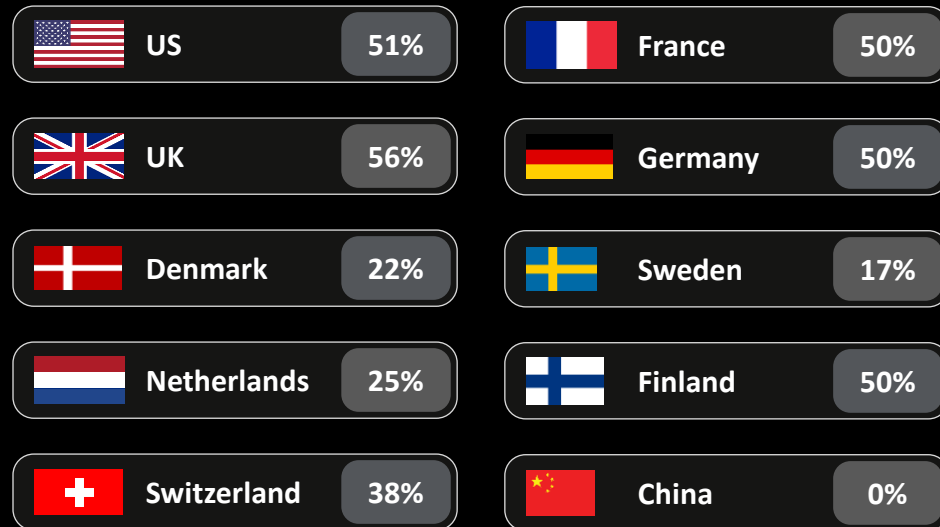 US 51%
France 50%
UK 56%
Germany 50%
Denmark 22%
Sweden 17%
Netherlands 25%
Finland 50%
Switzerland 38%
China 0%